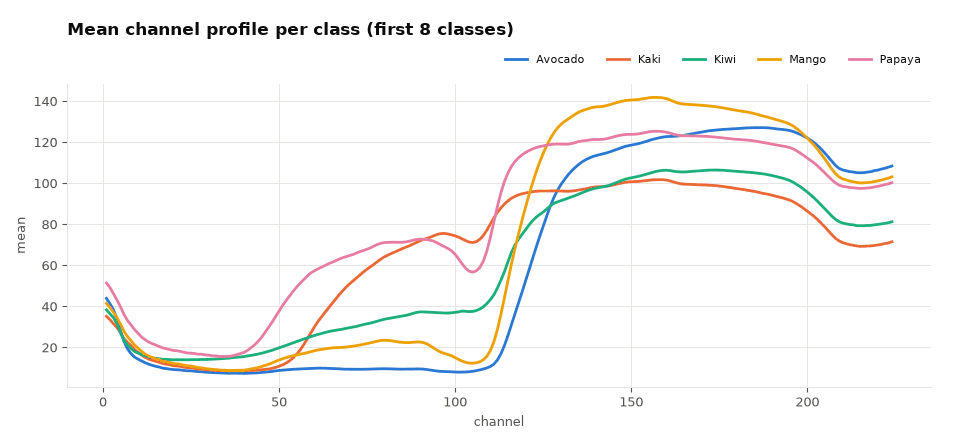 Mean channel profile per class (first 8 classes)
Avocado Kaki Kiwi Mango Papaya
140
120
100
80
60
40
20
mean
0 50 100 150 200
channel